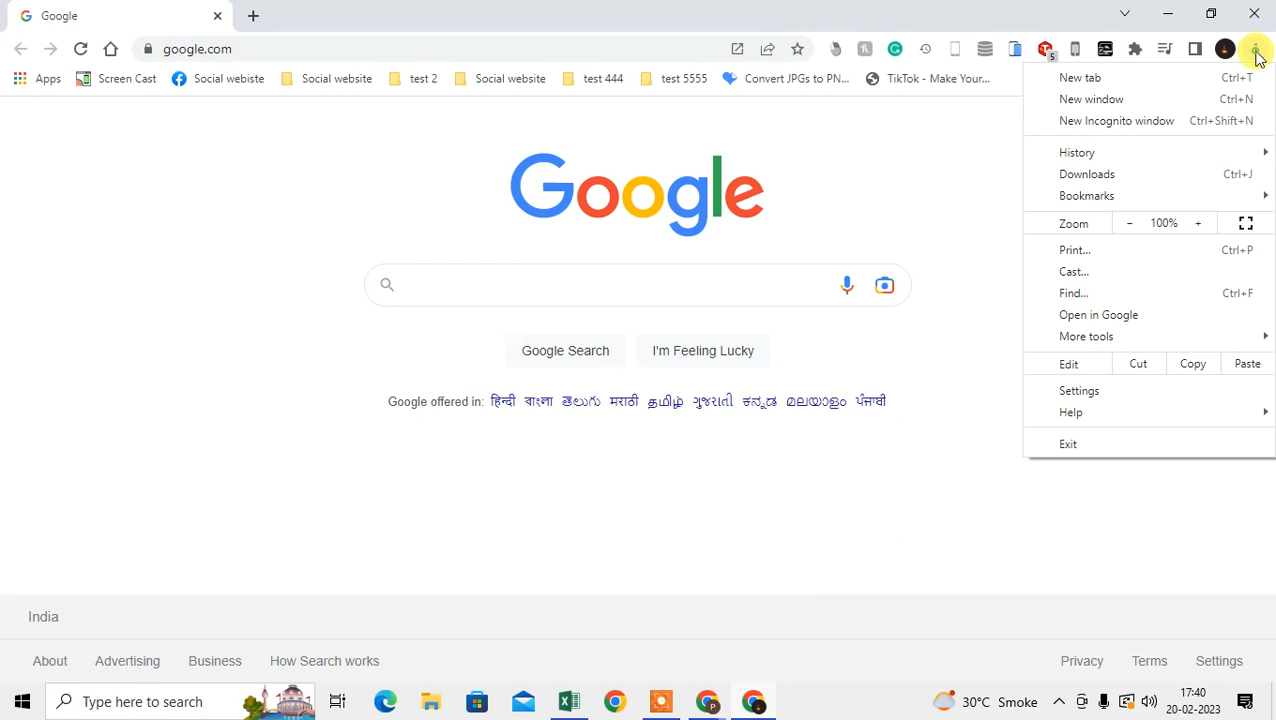 Google
google.com
5
Apps Screen Cast Social webiste Social website test 2 Social website test 444 test 5555 Convert JPGs to PN... TikTok - Make Your...
New tab Ctrl+T
New window Ctrl+N
New Incognito window Ctrl+Shift+N
History
Downloads Ctrl+J
Bookmarks
Zoom - 100% +
Print... Ctrl+P
Cast...
Find... Ctrl+F
Open in Google
More tools
Edit Cut Copy Paste
Settings
Help
Exit
Google
Google Search I'm Feeling Lucky
Google offered in: हिन्दी বাংলা తెలుగు मराठी தமிழ் ગુજરાતી ಕನ್ನಡ മലയാളം ਪੰਜਾਬੀ
India
About Advertising Business How Search works Privacy Terms Settings
Type here to search P 30°C Smoke 17:40
20-02-2023